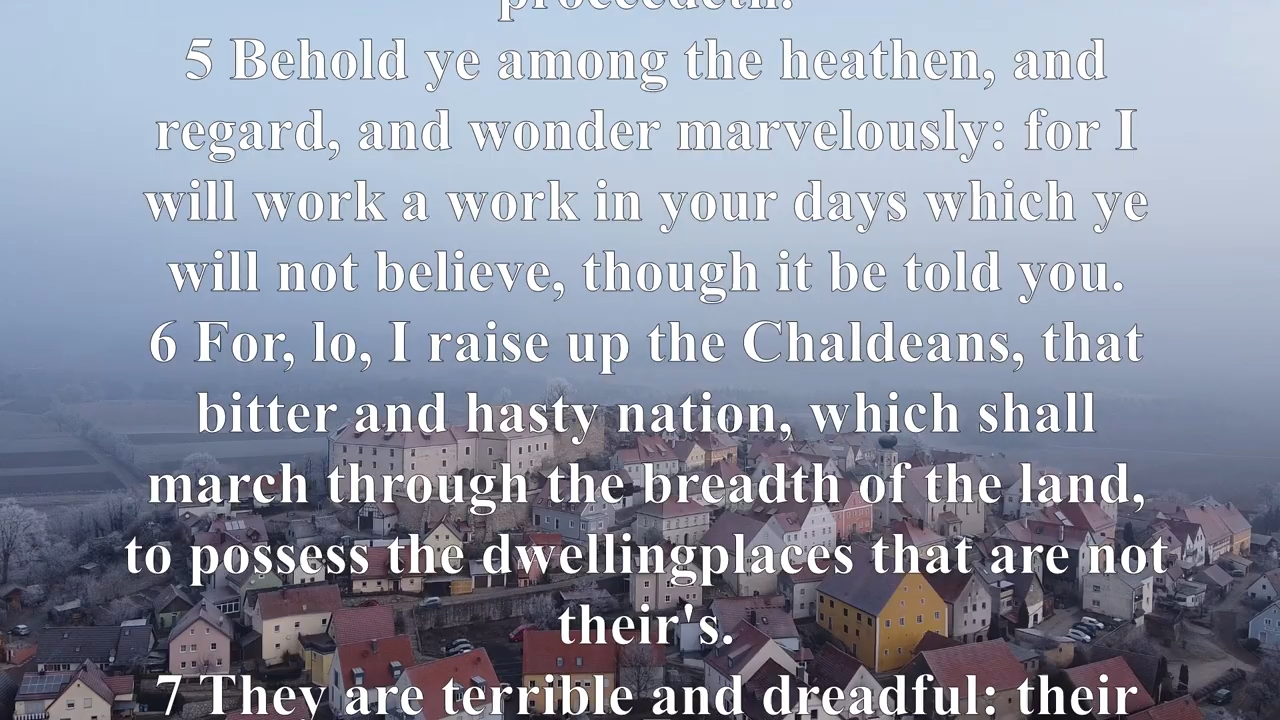 proceedeth.
5 Behold ye among the heathen, and
regard, and wonder marvelously: for I
will work a work in your days which ye
will not believe, though it be told you.
6 For, lo, I raise up the Chaldeans, that
bitter and hasty nation, which shall
march through the breadth of the land,
to possess the dwellingplaces that are not
their's.
7 They are terrible and dreadful: their